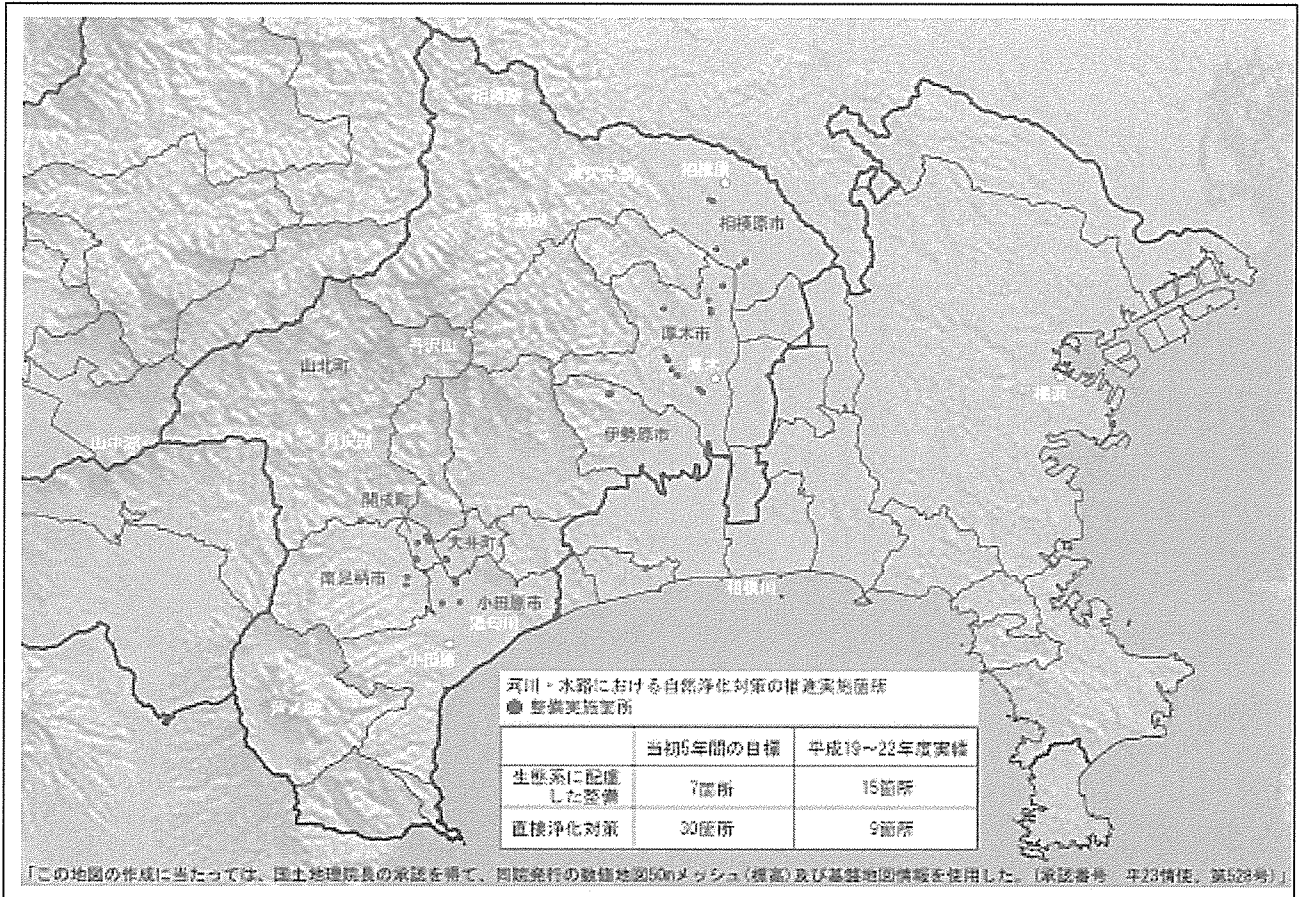 相模湖
津久井湖
相模原
宮ヶ瀬湖
相模原市
厚木市
丹沢山
厚木
山北町
横浜
伊勢原市
山中湖
丹沢湖
開成町
大井町
南足柄市
相模川
小田原市
酒匂川
小田原
芦ノ湖
河川・水路における自然浄化対策の推進実施箇所
● 整備実施箇所
当初5年間の目標 平成19～22年度実績
生態系に配慮
した整備 7箇所 15箇所
直接浄化対策 30箇所 9箇所
「この地図の作成に当たっては、国土地理院長の承認を得て、同院発行の数値地図50mメッシュ(標高)及び基盤地図情報を使用した。(承認番号 平23情使、第528号)」